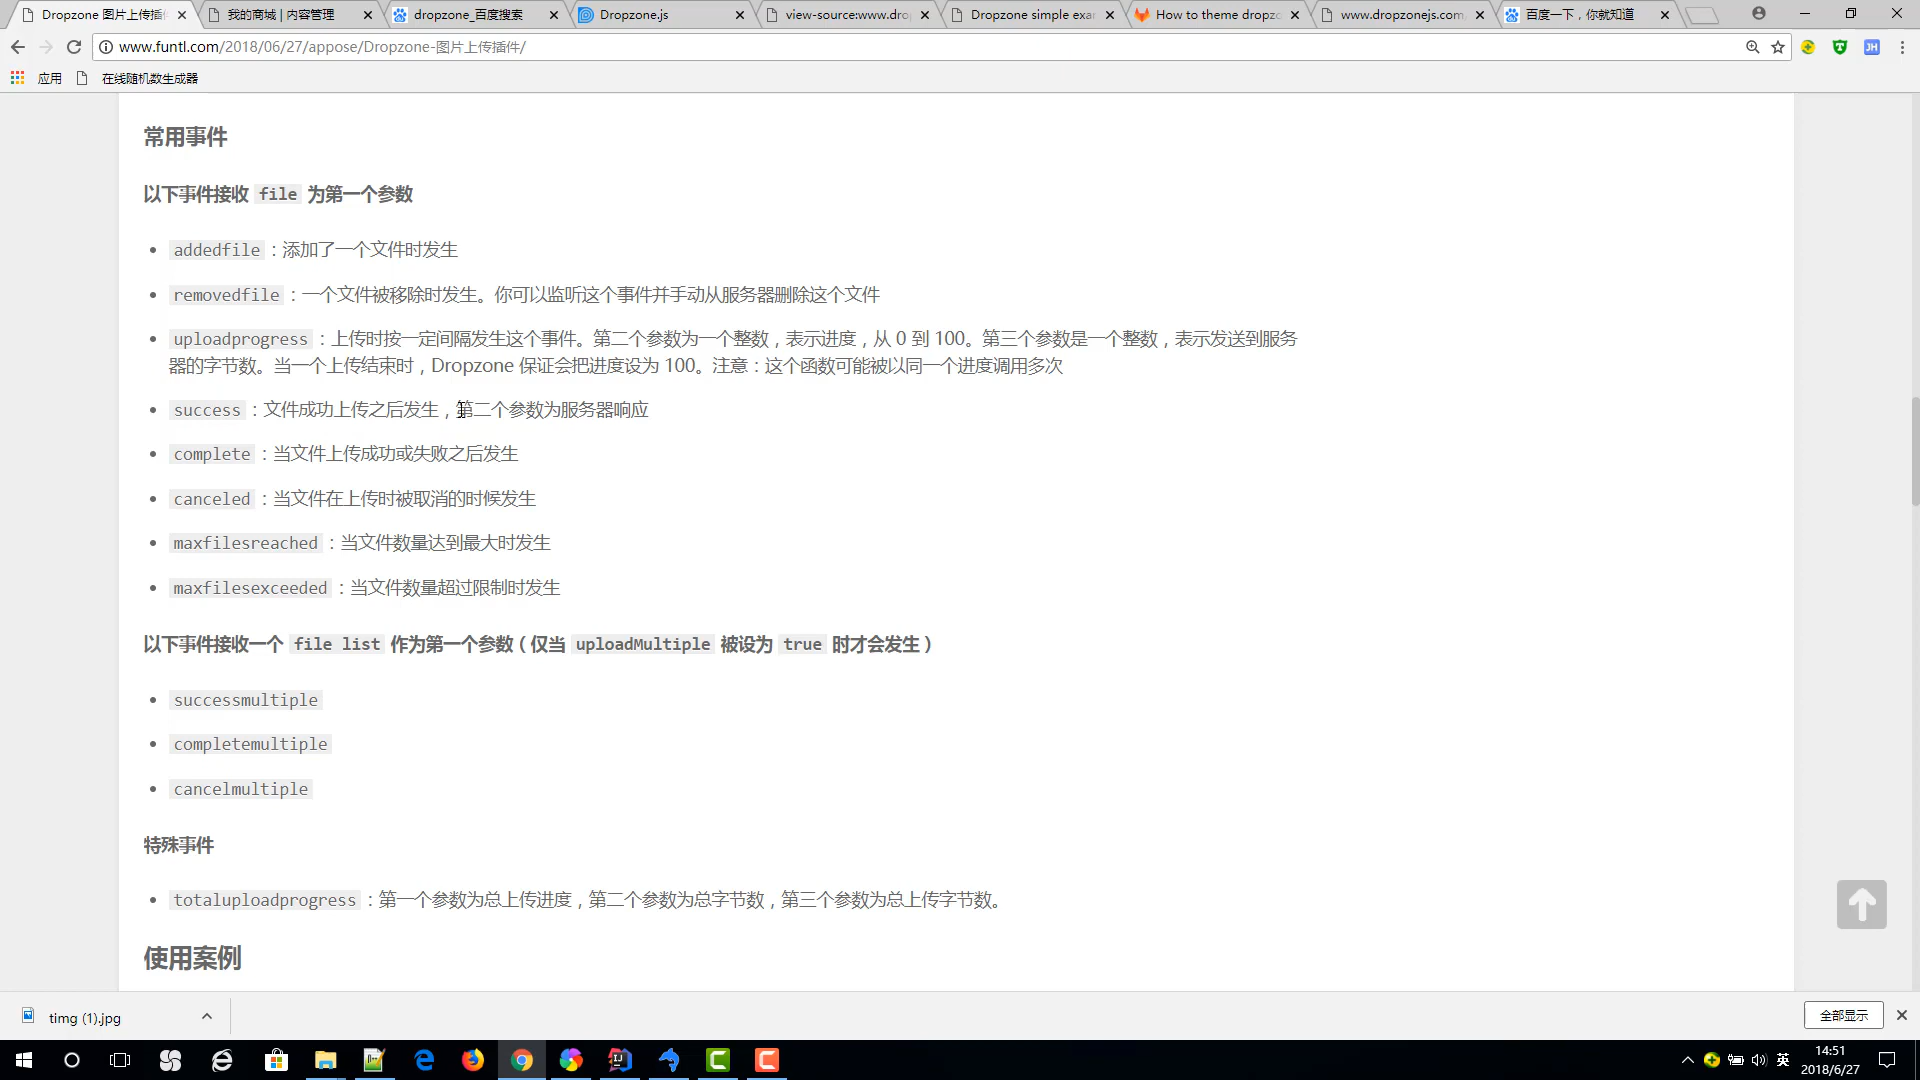 Dropzone 图片上传插件
我的商城 | 内容管理
dropzone_百度搜索
Dropzone.js
view-source:www.dro
Dropzone simple exa
How to theme dropz
www.dropzonejs.com
百度一下，你就知道
www.funtl.com/2018/06/27/appose/Dropzone-图片上传插件/
JH
应用
在线随机数生成器
常用事件
以下事件接收 file 为第一个参数
addedfile：添加了一个文件时发生
removedfile：一个文件被移除时发生。你可以监听这个事件并手动从服务器删除这个文件
uploadprogress：上传时按一定间隔发生这个事件。第二个参数为一个整数，表示进度，从 0 到 100。第三个参数是一个整数，表示发送到服务
器的字节数。当一个上传结束时，Dropzone 保证会把进度设为 100。注意：这个函数可能被以同一个进度调用多次
success：文件成功上传之后发生，第二个参数为服务器响应
complete：当文件上传成功或失败之后发生
canceled：当文件在上传时被取消的时候发生
maxfilesreached：当文件数量达到最大时发生
maxfilesexceeded：当文件数量超过限制时发生
以下事件接收一个 file list 作为第一个参数（仅当 uploadMultiple 被设为 true 时才会发生）
successmultiple
completemultiple
cancelmultiple
特殊事件
totaluploadprogress：第一个参数为总上传进度，第二个参数为总字节数，第三个参数为总上传字节数。
使用案例
timg (1).jpg
全部显示
英
14:51
2018/6/27